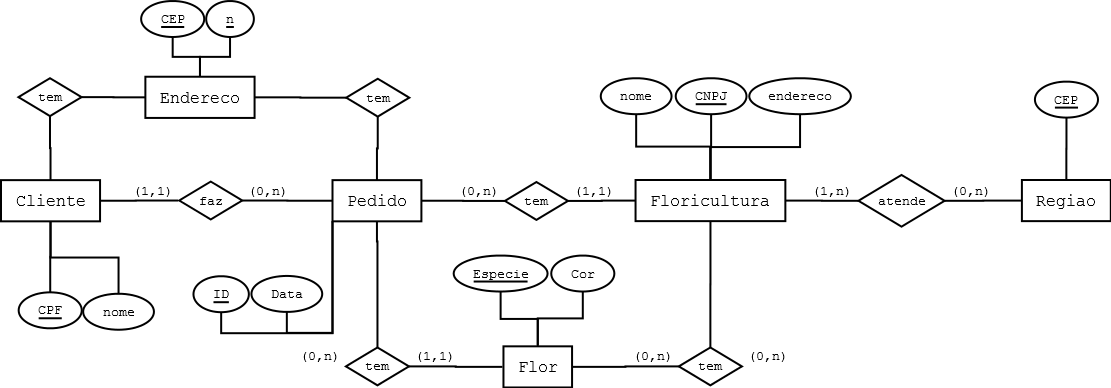 CEP n
tem Endereco tem
nome CNPJ endereco CEP
Cliente (1,1) faz (0,n) Pedido (0,n) tem (1,1) Floricultura (1,n) atende (0,n) Regiao
CPF nome ID Data Especie Cor
(0,n) tem (1,1) Flor (0,n) tem (0,n)